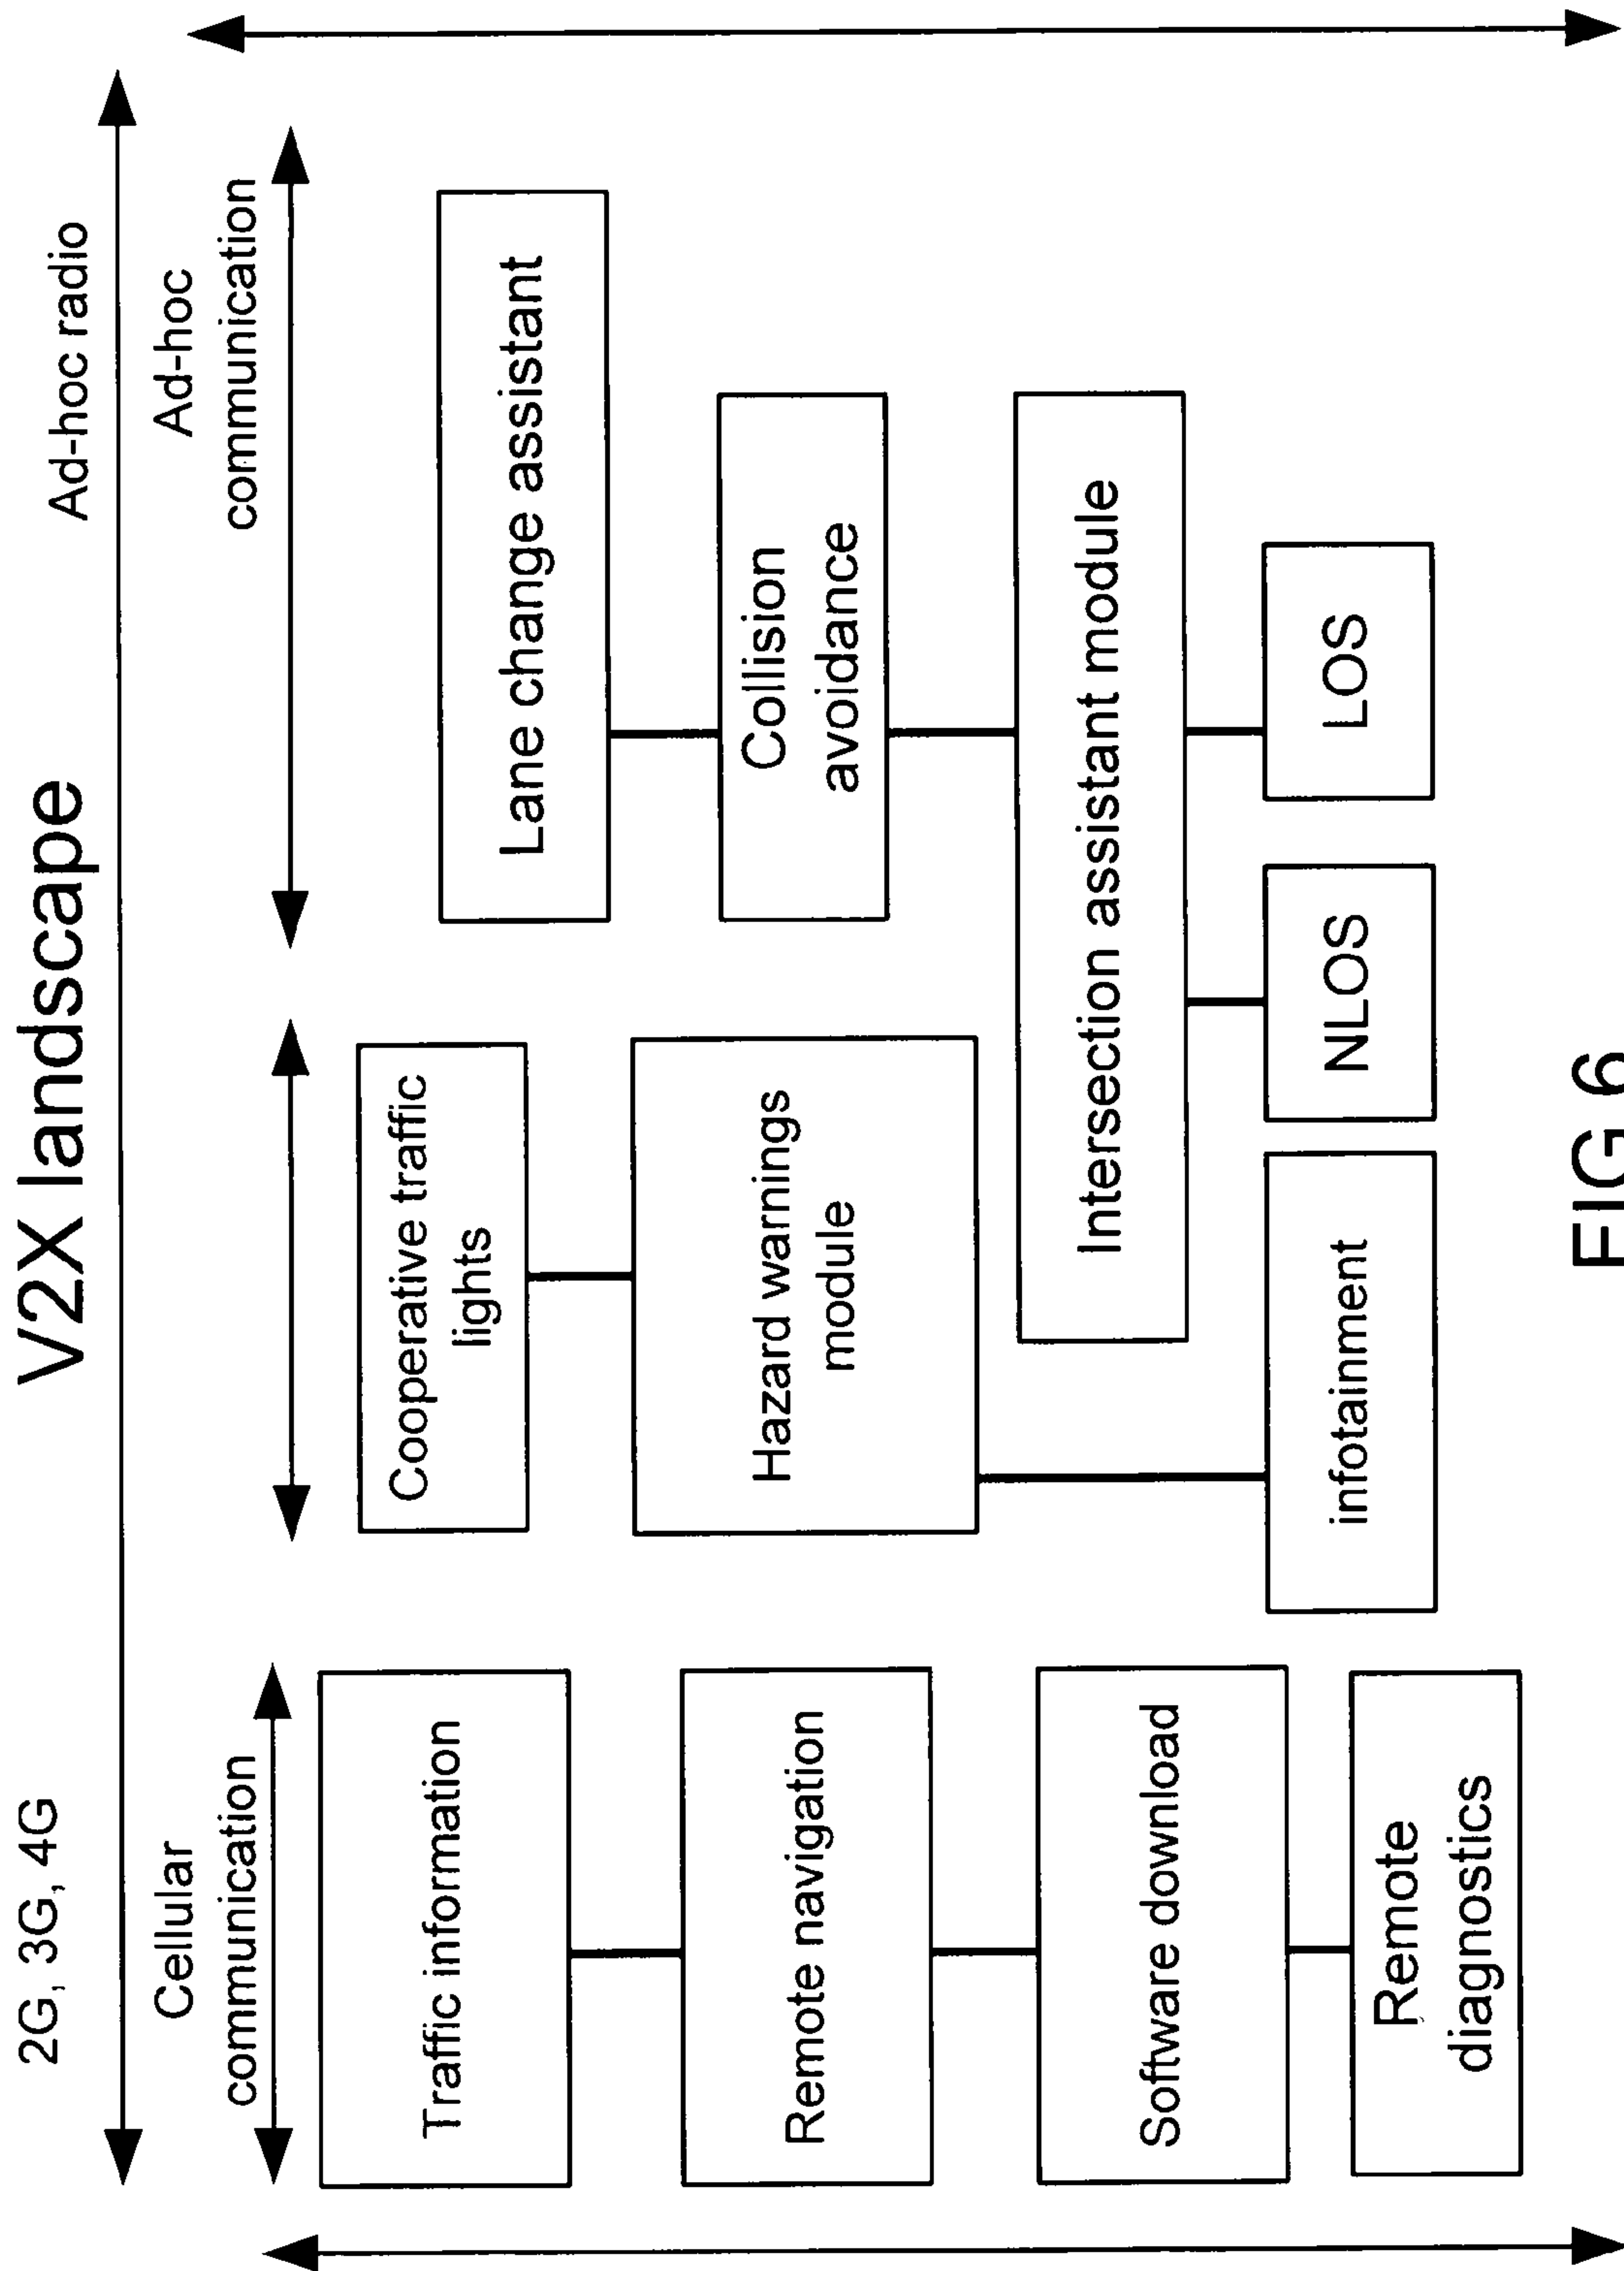 V2X landscape
2G, 3G, 4G
Ad-hoc radio
Cellular
communication
Ad-hoc
communication
Traffic information
Remote navigation
Software download
Remote
diagnostics
Cooperative traffic
lights
Hazard warnings
module
infotainment
Lane change assistant
Collision
avoidance
Intersection assistant module
NLOS
LOS
FIG 6